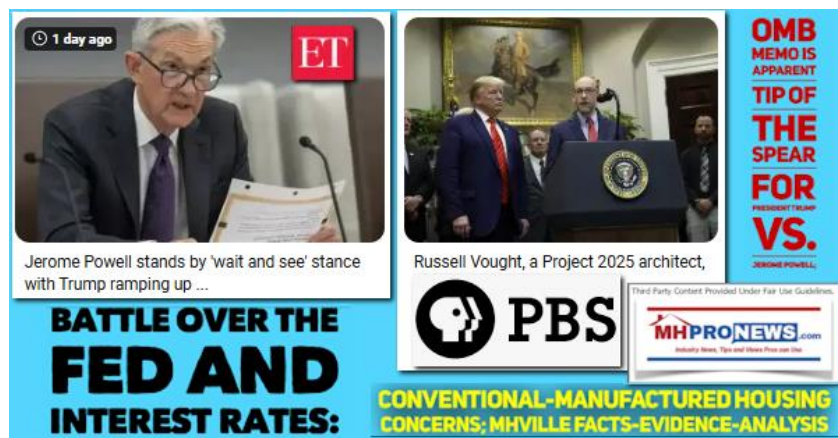 1 day ago
ET
Jerome Powell stands by 'wait and see' stance
with Trump ramping up ...
Russell Vought, a Project 2025 architect,
PBS
OMB
MEMO IS
APPARENT
TIP OF
THE
SPEAR
FOR
PRESIDENT TRUMP
VS.
JEROME POWELL;
Third Party Content Provided Under Fair Use Guidelines.
MHPRONEWS.com
Industry News, Tips and Views Pros can Use
BATTLE OVER THE
FED AND
INTEREST RATES:
CONVENTIONAL-MANUFACTURED HOUSING
CONCERNS; MHVILLE FACTS-EVIDENCE-ANALYSIS